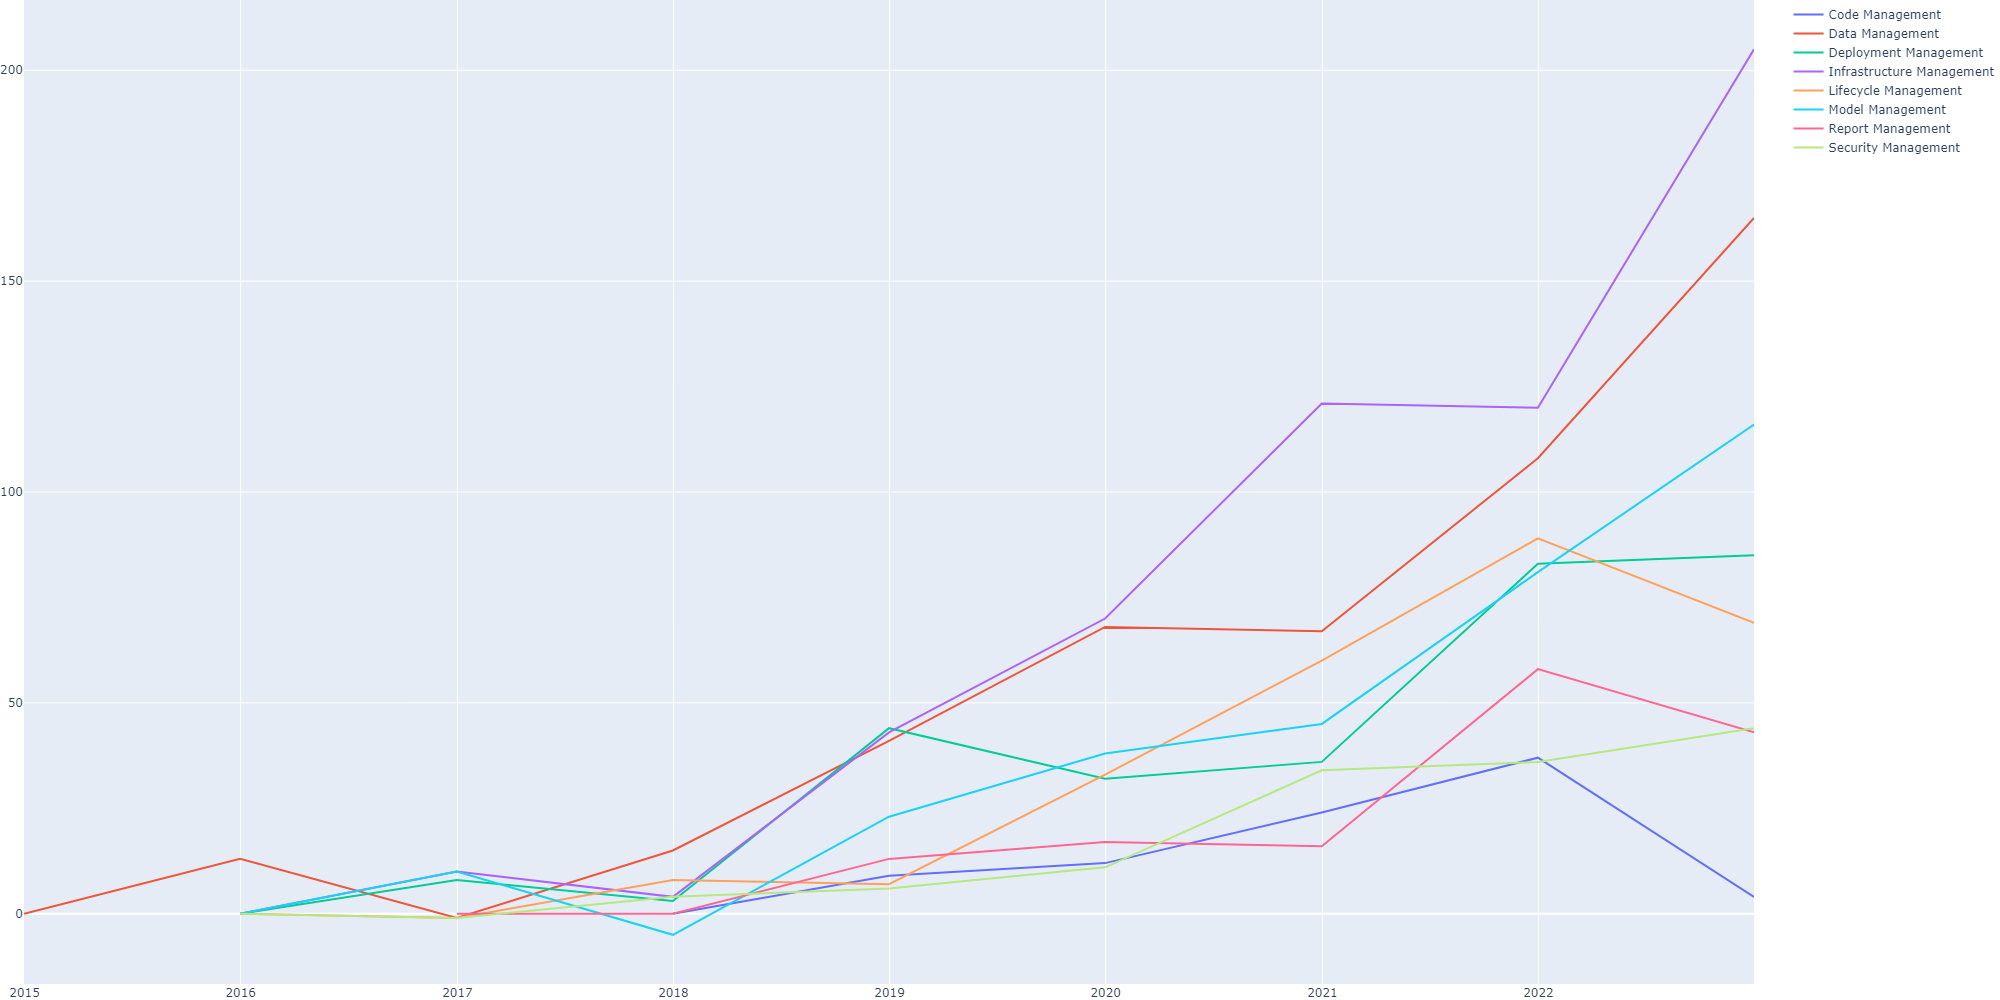 Code Management
Data Management
Deployment Management
Infrastructure Management
Lifecycle Management
Model Management
Report Management
Security Management
200
150
100
50
0
2015 2016 2017 2018 2019 2020 2021 2022